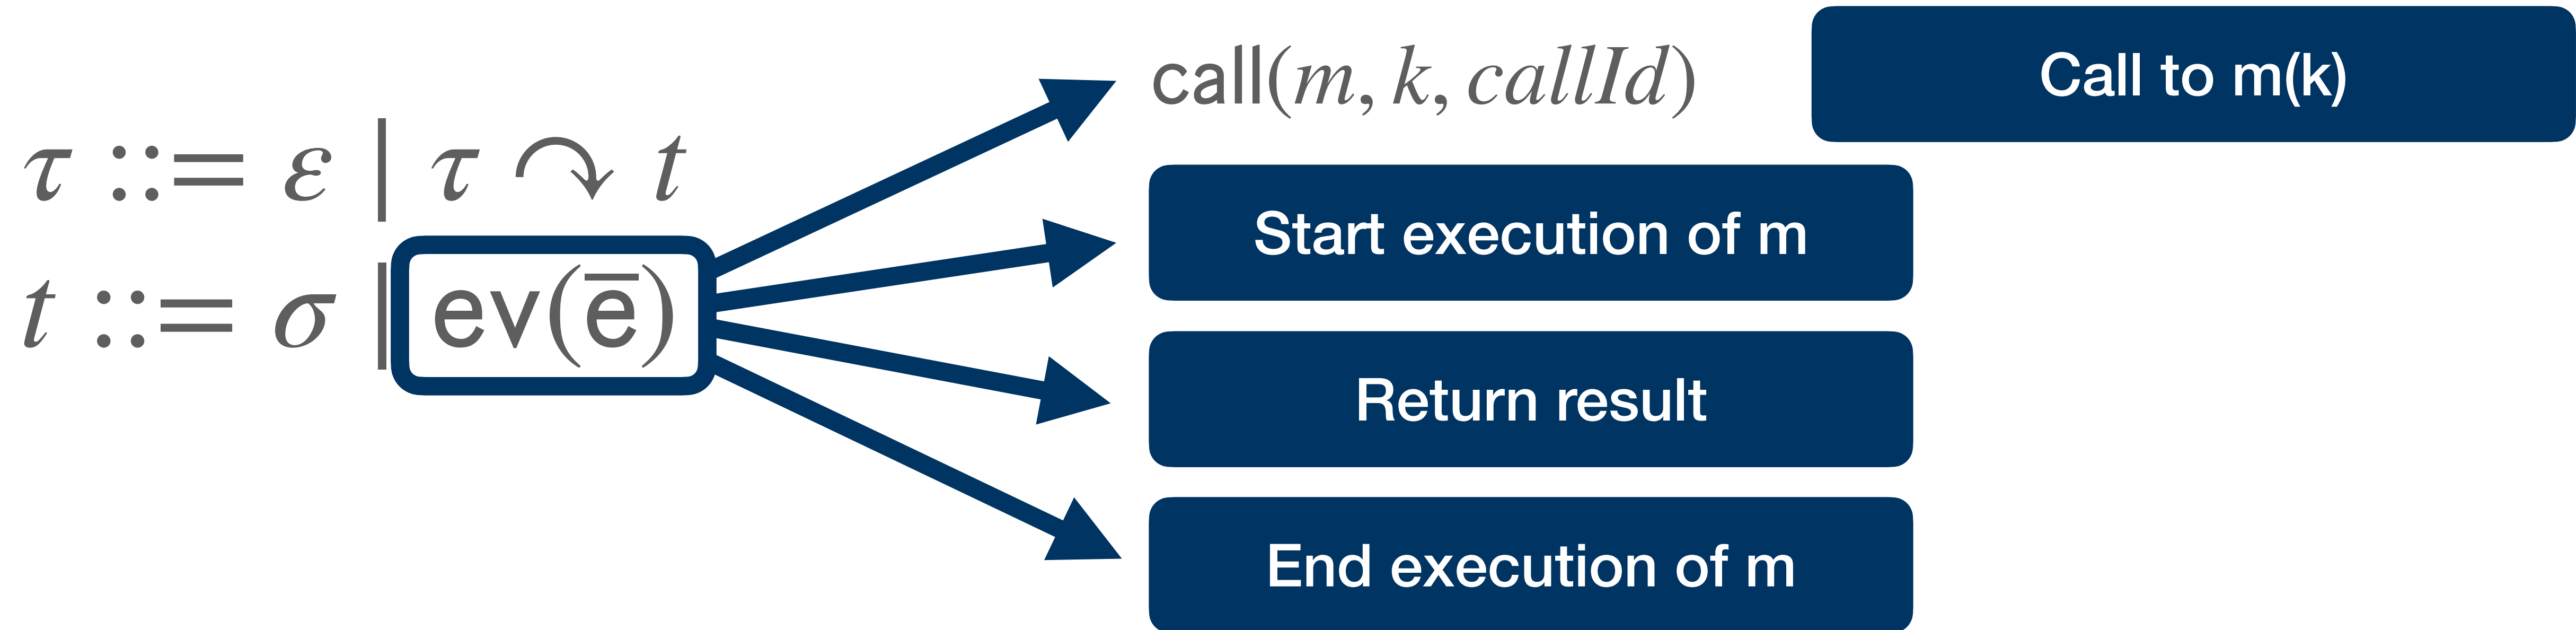 τ ::= ε | τ ↷ t
t ::= σ | ev(e̅)
call(m, k, callId)
Call to m(k)
Start execution of m
Return result
End execution of m